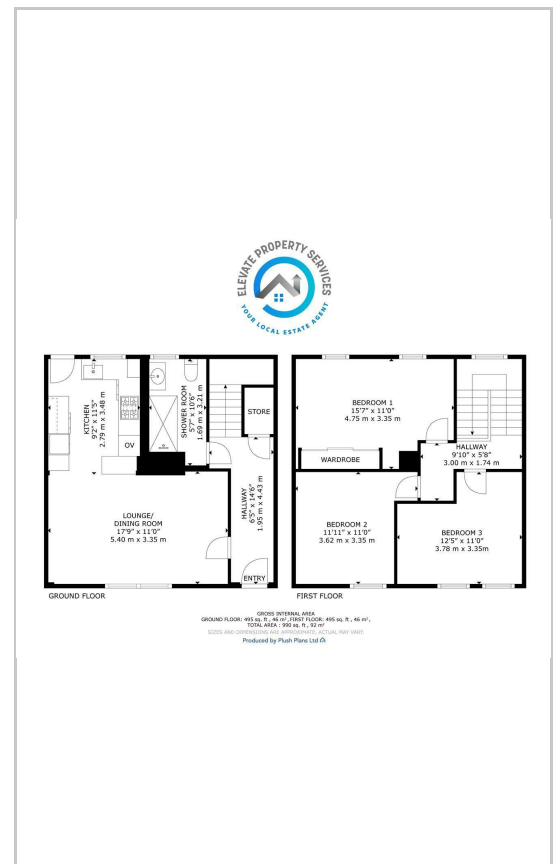 ELEVATE PROPERTY SERVICES
YOUR LOCAL ESTATE AGENT
KITCHEN
9'2" x 11'5"
2.79 m x 3.48 m
OV
SHOWER ROOM
5'7" x 10'6"
1.69 m x 3.21 m
STORE
HALLWAY
6'5" x 14'6"
1.95 m x 4.43 m
LOUNGE/
DINING ROOM
17'9" x 11'0"
5.40 m x 3.35 m
ENTRY
GROUND FLOOR
BEDROOM 1
15'7" x 11'0"
4.75 m x 3.35 m
WARDROBE
HALLWAY
9'10" x 5'8"
3.00 m x 1.74 m
BEDROOM 2
11'11" x 11'0"
3.62 m x 3.35 m
BEDROOM 3
12'5" x 11'0"
3.78 m x 3.35m
FIRST FLOOR
GROSS INTERNAL AREA
GROUND FLOOR: 495 sq. ft , 46 m², FIRST FLOOR: 495 sq. ft , 46 m²,
TOTAL AREA : 990 sq. ft , 92 m²
SIZES AND DIMENSIONS ARE APPROXIMATE, ACTUAL MAY VARY.
Produced by Plush Plans Ltd